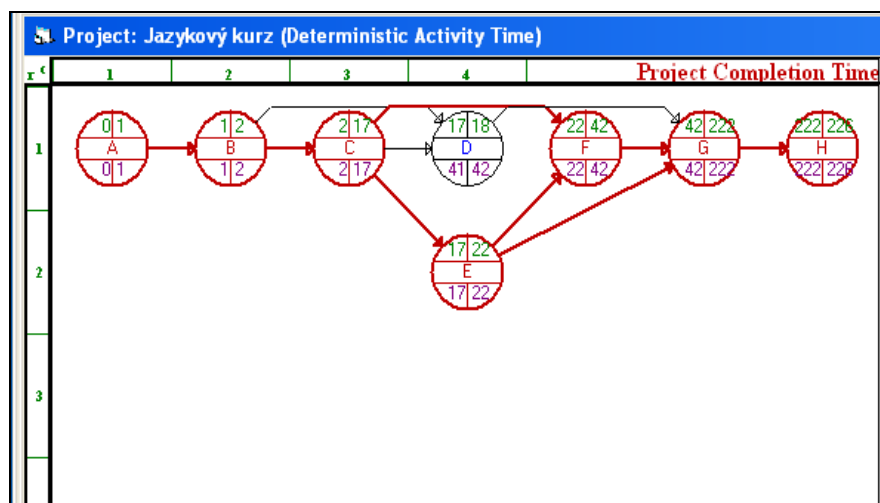 Project: Jazykový kurz (Deterministic Activity Time)
1 2 3 4 Project Completion Time
1
0 1 1 2 2 17 17 18 22 42 42 222 222 226
A B C D F G H
0 1 1 2 2 17 41 42 22 42 42 222 222 226
2
17 22
E
17 22
3